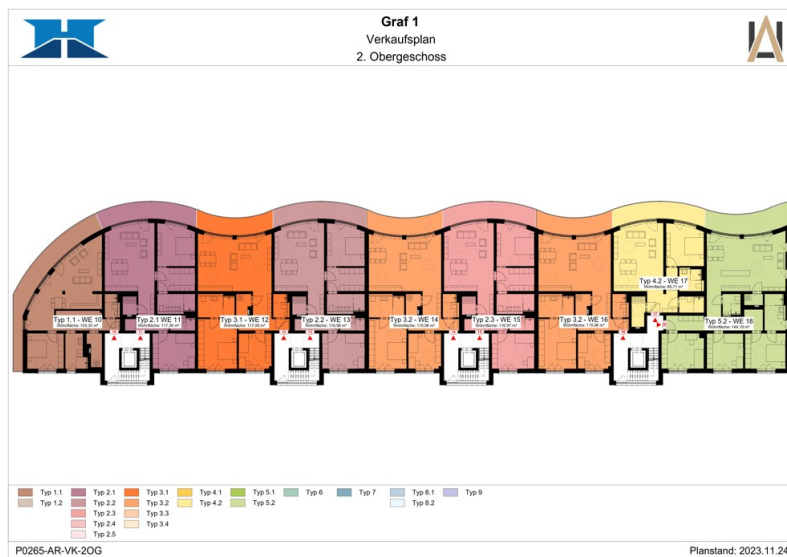 Graf 1
Verkaufsplan
2. Obergeschoss
Typ 4.2 - WE 17
Typ 1.1 - WE 10
Typ 2.1 WE 11
Typ 3.1 - WE 12
Typ 2.2 - WE 13
Typ 3.2 - WE 14
Typ 2.3 - WE 15
Typ 3.2 - WE 16
Typ 5.2 - WE 18
Typ 1.1
Typ 2.1
Typ 3.1
Typ 4.1
Typ 5.1
Typ 6
Typ 7
Typ 8.1
Typ 9
Typ 1.2
Typ 2.2
Typ 3.2
Typ 4.2
Typ 5.2
Typ 8.2
Typ 2.3
Typ 3.3
Typ 2.4
Typ 3.4
Typ 2.5
P0265-AR-VK-2OG
Planstand: 2023.11.24